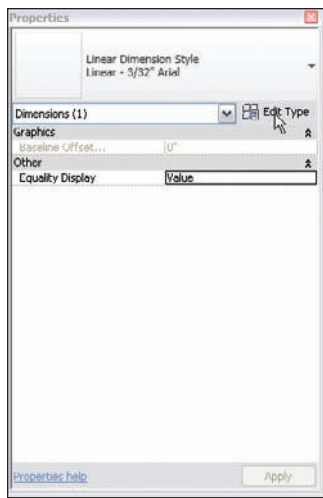 Properties
Linear Dimension Style
Linear - 3/32" Arial
Dimensions (1)
Edit Type
Graphics
Baseline Offset... 0"
Other
Equality Display Value
Properties help
Apply